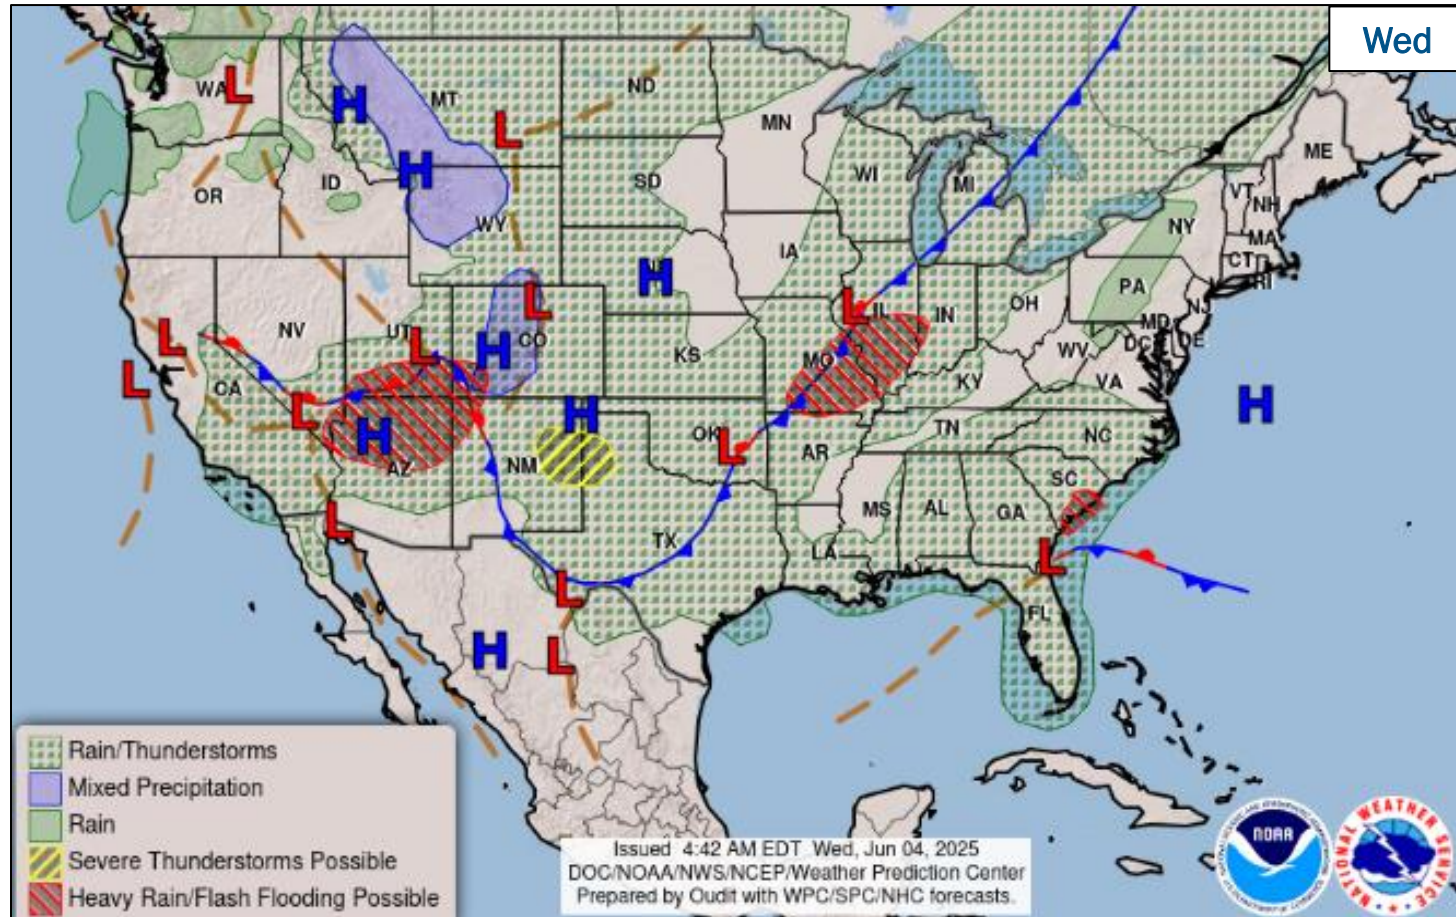 Wed
WA
MT
ND
MN
ME
OR
ID
WY
SD
WI
MI
VT
NH
NY
MA
CT
RI
IA
PA
NJ
NV
UT
CO
IL
IN
OH
MD
DE
DC
WV
CA
KS
MO
KY
VA
AZ
NM
OK
AR
TN
NC
SC
TX
LA
MS
AL
GA
FL
H
H
H
H
H
H
H
H
L
L
L
L
L
L
L
L
L
L
L
L
L
Rain/Thunderstorms
Mixed Precipitation
Rain
Severe Thunderstorms Possible
Heavy Rain/Flash Flooding Possible
Issued 4:42 AM EDT Wed, Jun 04, 2025
DOC/NOAA/NWS/NCEP/Weather Prediction Center
Prepared by Oudit with WPC/SPC/NHC forecasts.
NOAA
NATIONAL WEATHER SERVICE